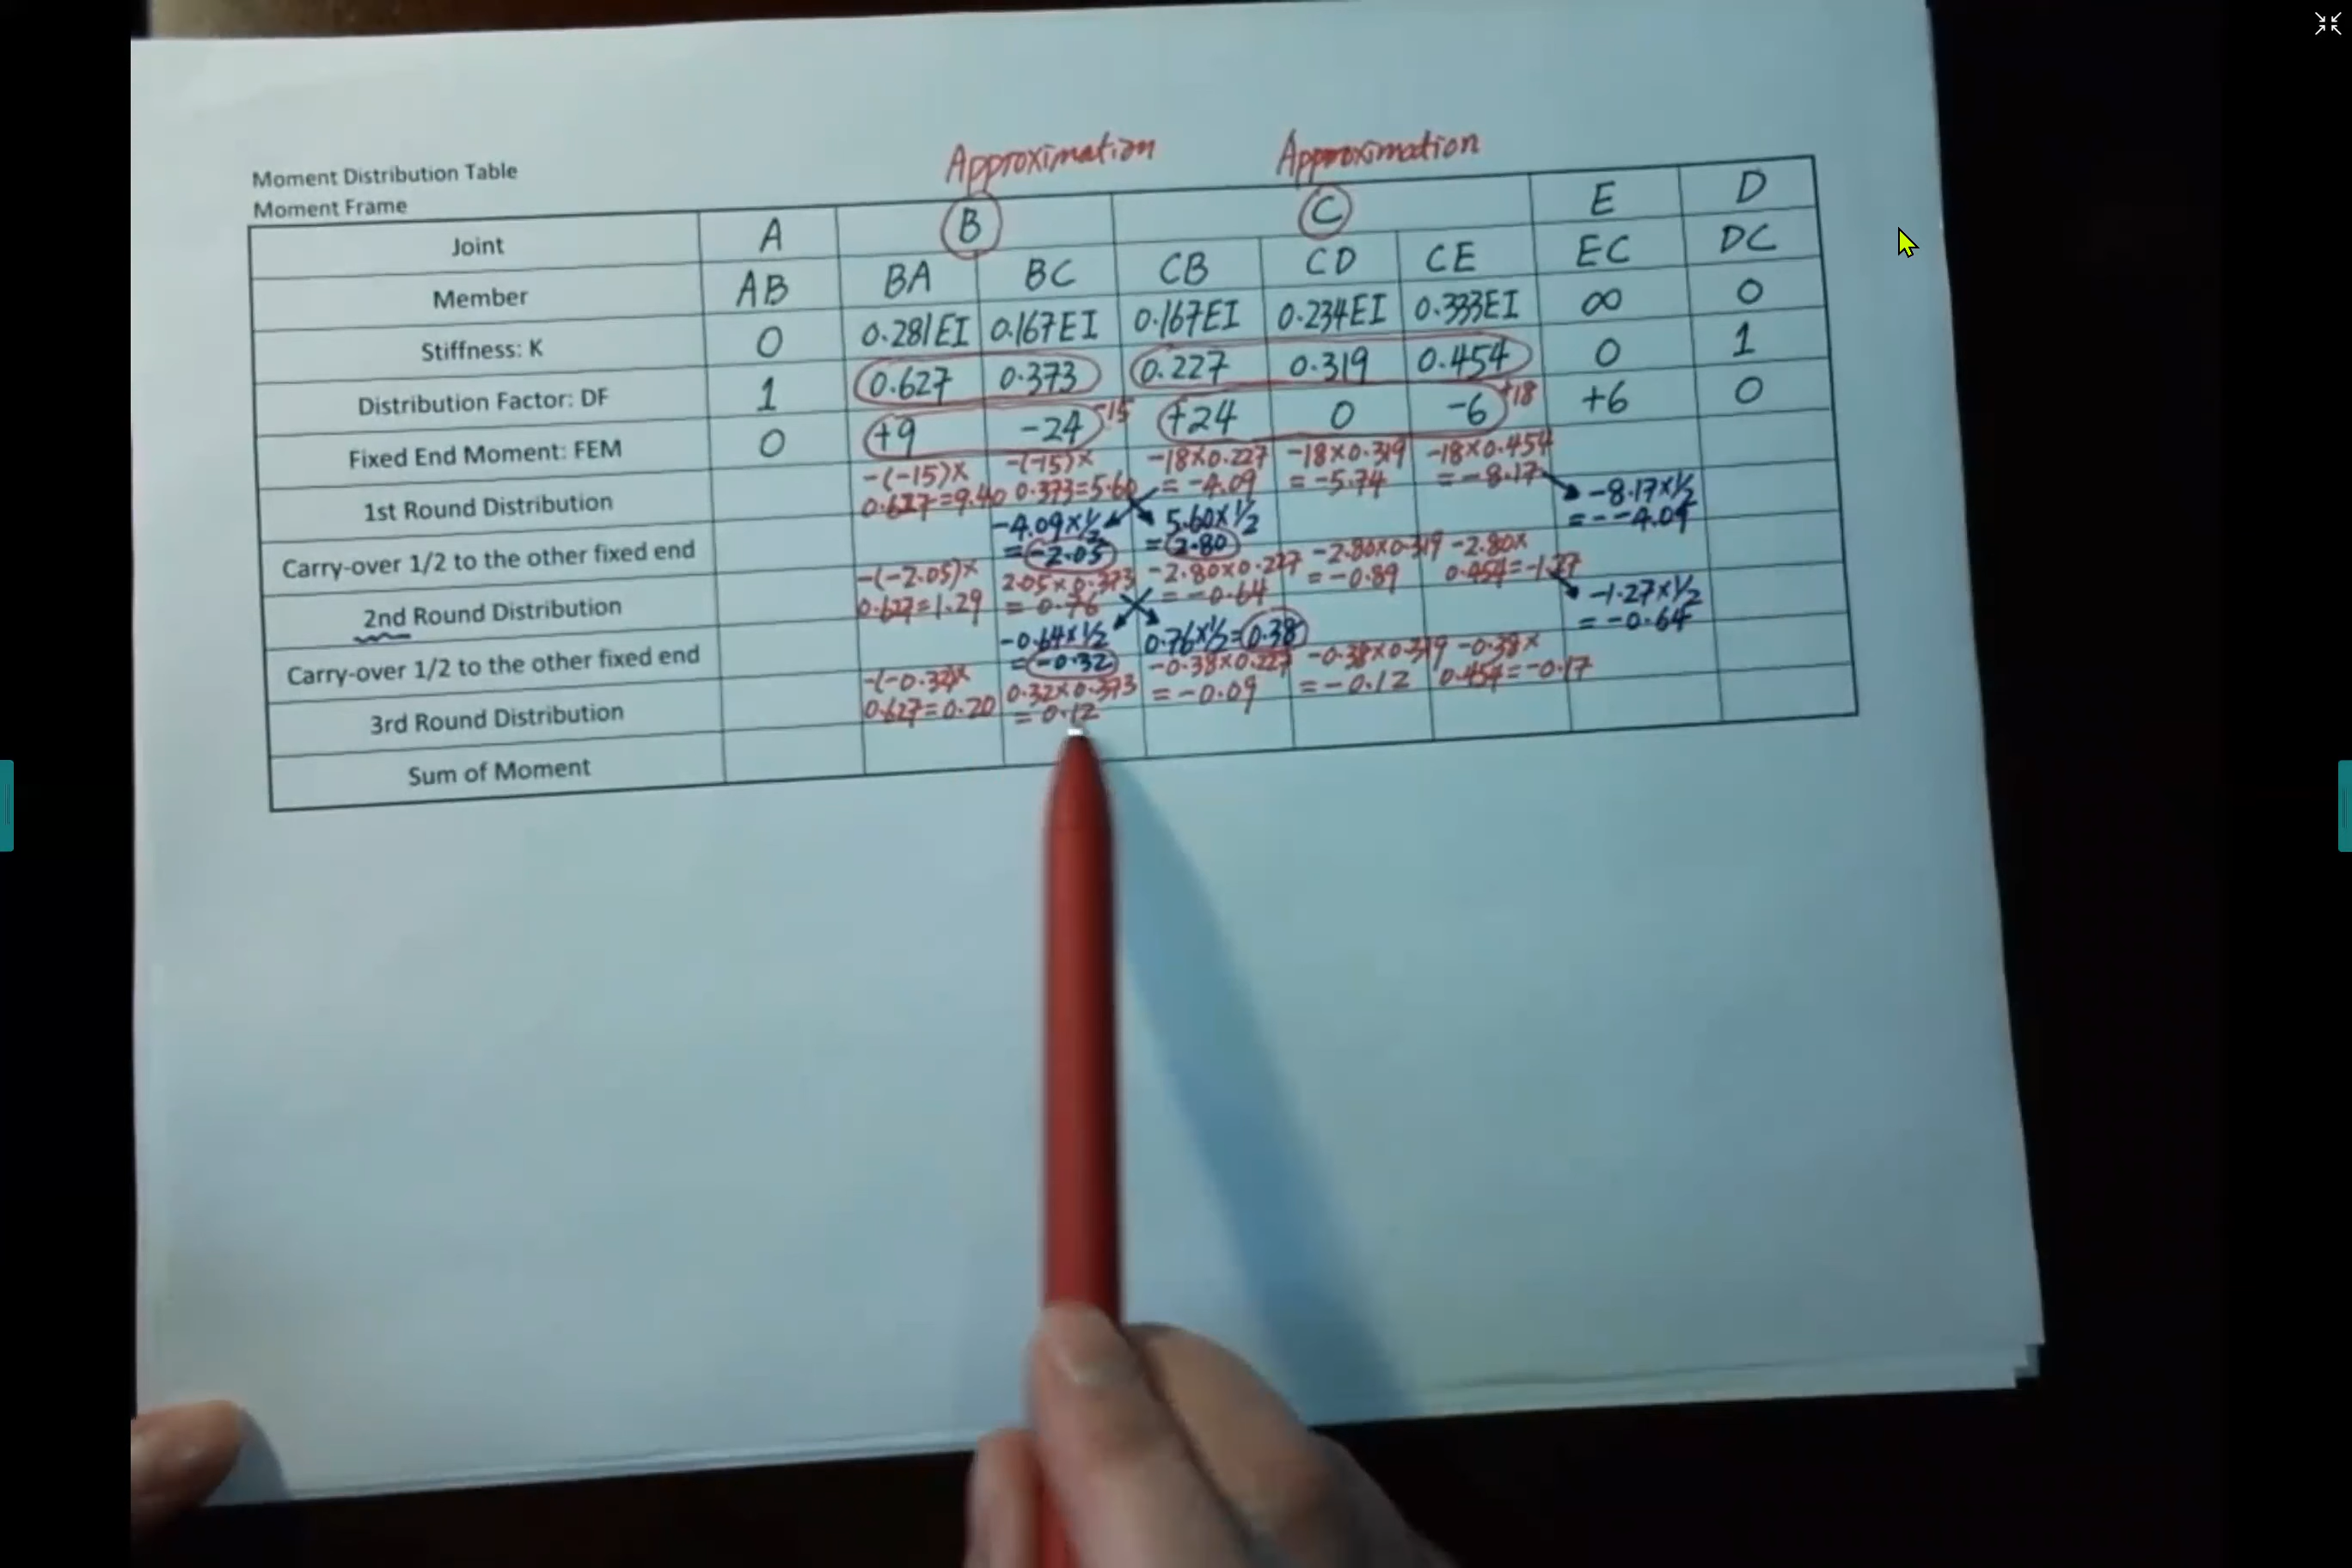 Approximation Approximation
Moment Distribution Table
Moment Frame
Joint A B C E D
Member AB BA BC CB CD CE EC DC
Stiffness: K 0 0.281EI 0.167EI 0.167EI 0.234EI 0.333EI ∞ 0
Distribution Factor: DF 1 0.627 0.373 0.227 0.319 0.454 0 1
Fixed End Moment: FEM 0 +9 -24 -15 +24 0 -6 +18 +6 0
1st Round Distribution -(-15)× 0.627=9.40 -(-15)× 0.373=5.60 -18×0.227 = -4.09 -18×0.319 = -5.74 -18×0.454 = -8.17
Carry-over 1/2 to the other fixed end -4.09×1/2 = -2.05 5.60×1/2 = 2.80 -8.17×1/2 = --4.09
2nd Round Distribution -(-2.05)× 0.627=1.29 2.05×0.373 = 0.76 -2.80×0.227 = -0.64 -2.80×0.319 = -0.89 -2.80× 0.454=-1.27
Carry-over 1/2 to the other fixed end -0.64×1/2 = -0.32 0.76×1/2=0.38 -1.27×1/2 = -0.64
3rd Round Distribution -(-0.32)× 0.627=0.20 0.32×0.373 = 0.12 -0.38×0.227 = -0.09 -0.38×0.319 = -0.12 -0.38× 0.454=-0.17
Sum of Moment